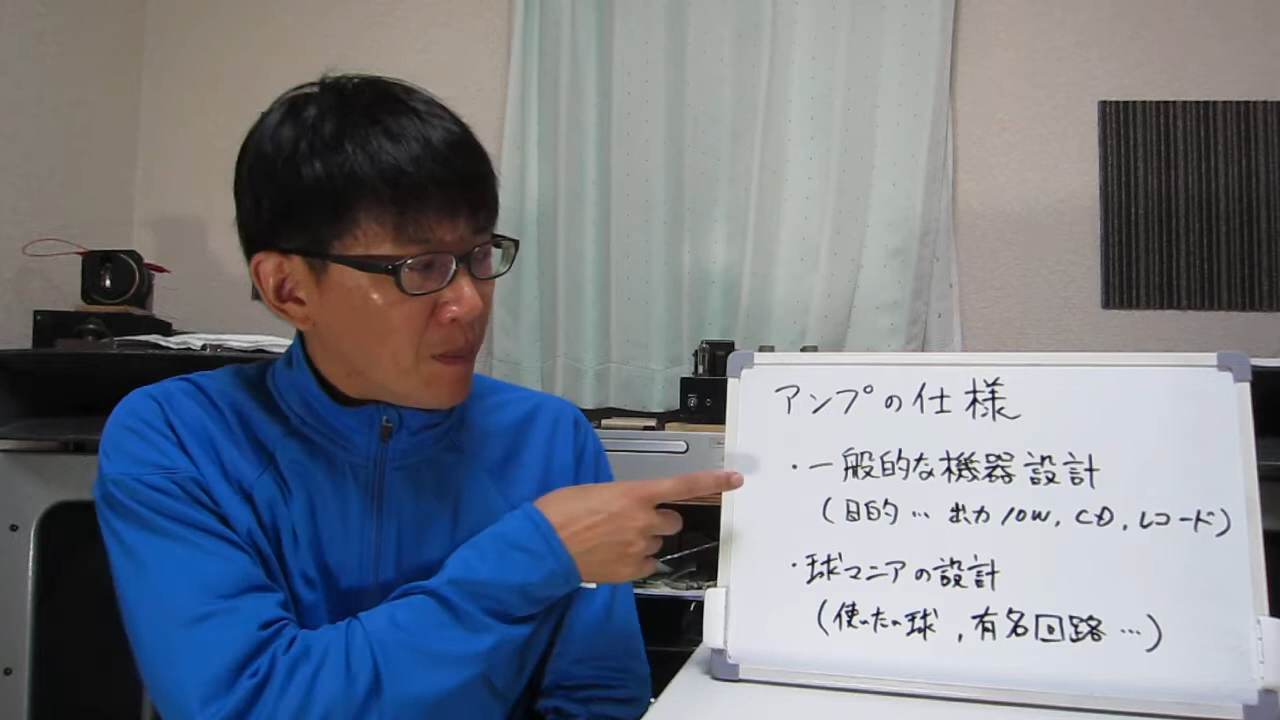 アンプの仕様
・一般的な機器設計
(目的…出力10W, CD, レコード)
・球マニアの設計
(使いたい球, 有名回路…)